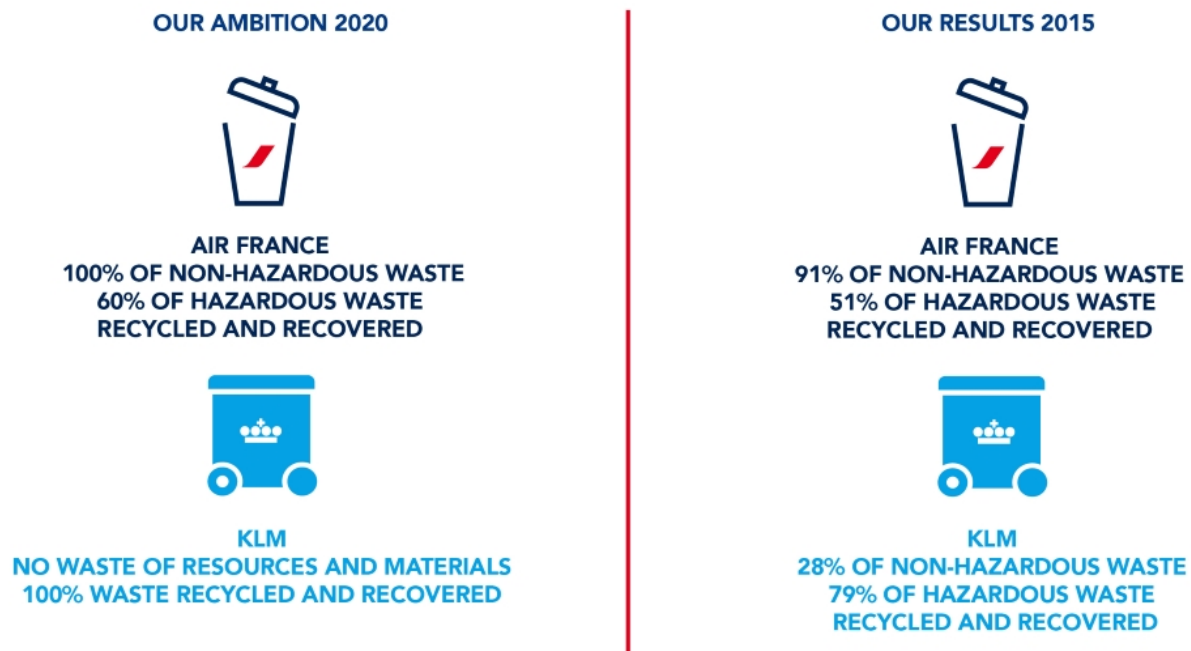 OUR AMBITION 2020
AIR FRANCE
100% OF NON-HAZARDOUS WASTE
60% OF HAZARDOUS WASTE
RECYCLED AND RECOVERED
KLM
NO WASTE OF RESOURCES AND MATERIALS
100% WASTE RECYCLED AND RECOVERED
OUR RESULTS 2015
AIR FRANCE
91% OF NON-HAZARDOUS WASTE
51% OF HAZARDOUS WASTE
RECYCLED AND RECOVERED
KLM
28% OF NON-HAZARDOUS WASTE
79% OF HAZARDOUS WASTE
RECYCLED AND RECOVERED